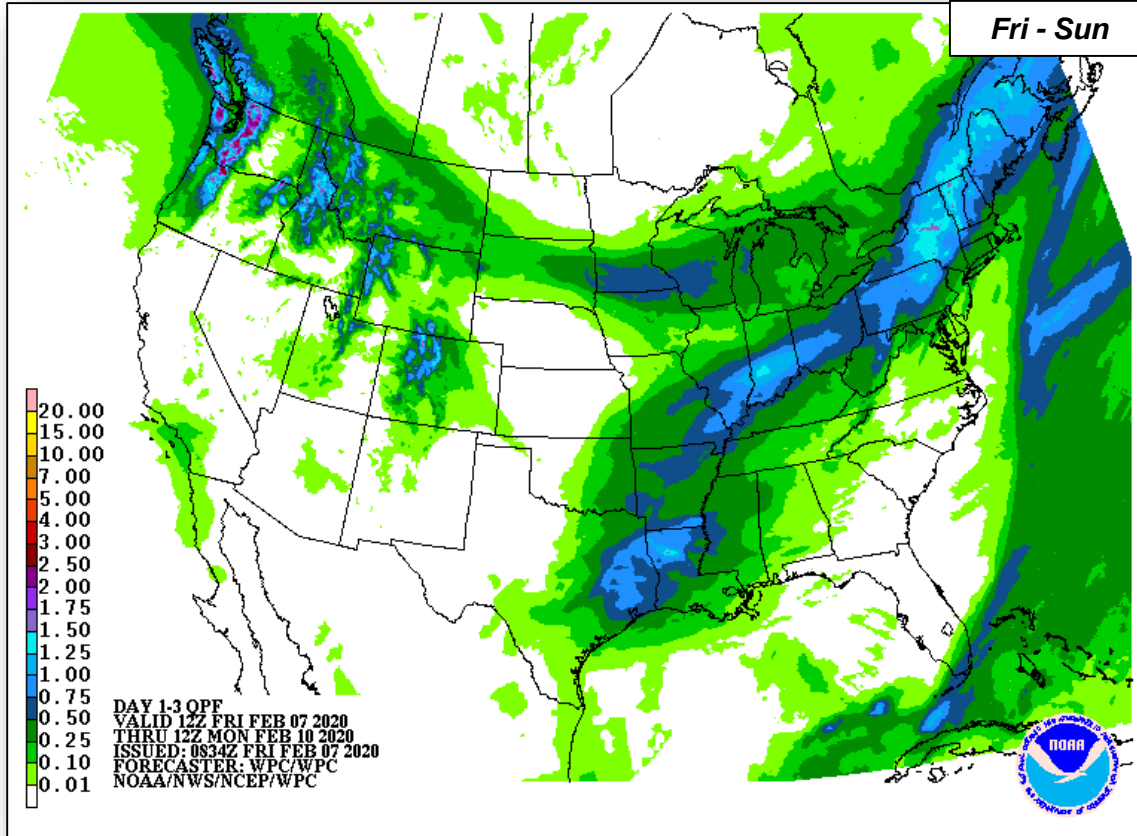 Fri - Sun
20.00
15.00
10.00
7.00
5.00
4.00
3.00
2.50
2.00
1.75
1.50
1.25
1.00
0.75
0.50
0.25
0.10
0.01
DAY 1-3 QPF
VALID 12Z FRI FEB 07 2020
THRU 12Z MON FEB 10 2020
ISSUED: 0834Z FRI FEB 07 2020
FORECASTER: WPC/WPC
NOAA/NWS/NCEP/WPC
NOAA